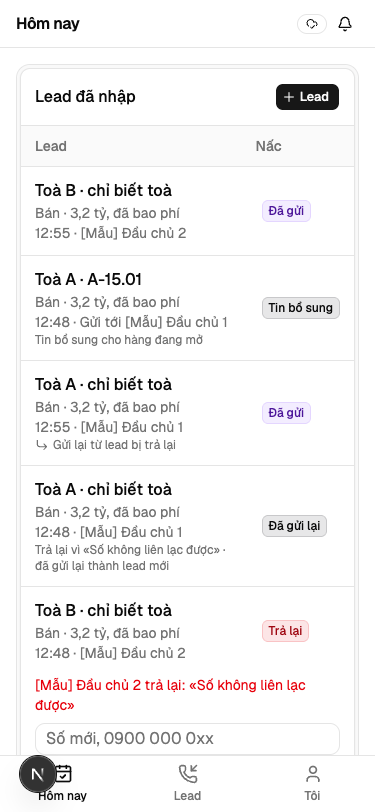 Hôm nay
Lead đã nhập
+ Lead
Lead
Nấc
Toà B · chỉ biết toà
Bán · 3,2 tỷ, đã bao phí
12:55 · [Mẫu] Đầu chủ 2
Đã gửi
Toà A · A-15.01
Bán · 3,2 tỷ, đã bao phí
12:48 · Gửi tới [Mẫu] Đầu chủ 1
Tin bổ sung cho hàng đang mở
Tin bổ sung
Toà A · chỉ biết toà
Bán · 3,2 tỷ, đã bao phí
12:55 · [Mẫu] Đầu chủ 1
Gửi lại từ lead bị trả lại
Đã gửi
Toà A · chỉ biết toà
Bán · 3,2 tỷ, đã bao phí
12:48 · [Mẫu] Đầu chủ 1
Trả lại vì «Số không liên lạc được» ·
đã gửi lại thành lead mới
Đã gửi lại
Toà B · chỉ biết toà
Bán · 3,2 tỷ, đã bao phí
12:48 · [Mẫu] Đầu chủ 2
Trả lại
[Mẫu] Đầu chủ 2 trả lại: «Số không liên lạc
được»
Số mới, 0900 000 0xx
N
Hôm nay
Lead
Tôi